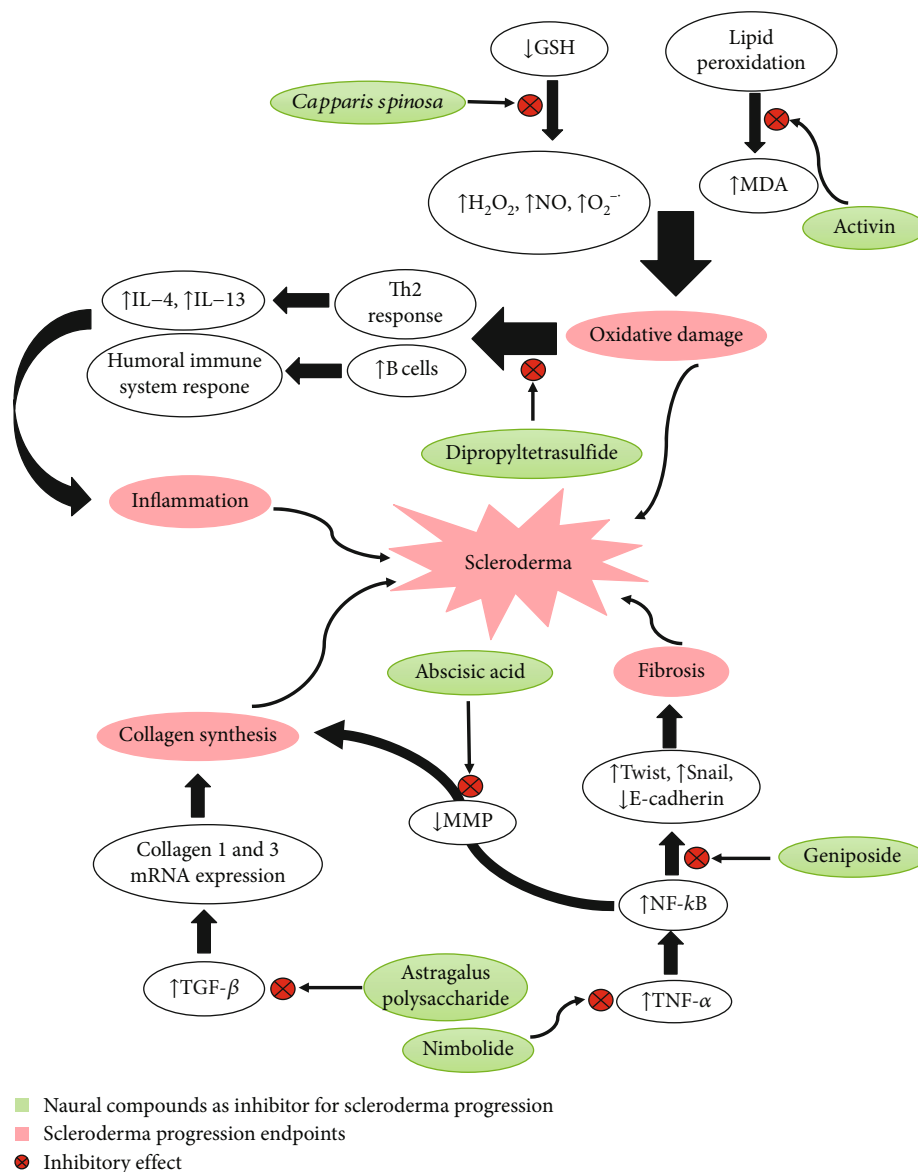 ↓GSH
Lipid
peroxidation
Capparis spinosa
↑H₂O₂, ↑NO, ↑O₂⁻·
↑MDA
Activin
↑IL−4, ↑IL−13
Th2
response
Oxidative damage
Humoral immune
system respone
↑B cells
Dipropyltetrasulfide
Inflammation
Scleroderma
Abscisic acid
Fibrosis
Collagen synthesis
↑Twist, ↑Snail,
↓E-cadherin
↓MMP
Collagen 1 and 3
mRNA expression
Geniposide
↑NF-kB
↑TGF-β
Astragalus
polysaccharide
↑TNF-α
Nimbolide
Naural compounds as inhibitor for scleroderma progression
Scleroderma progression endpoints
Inhibitory effect